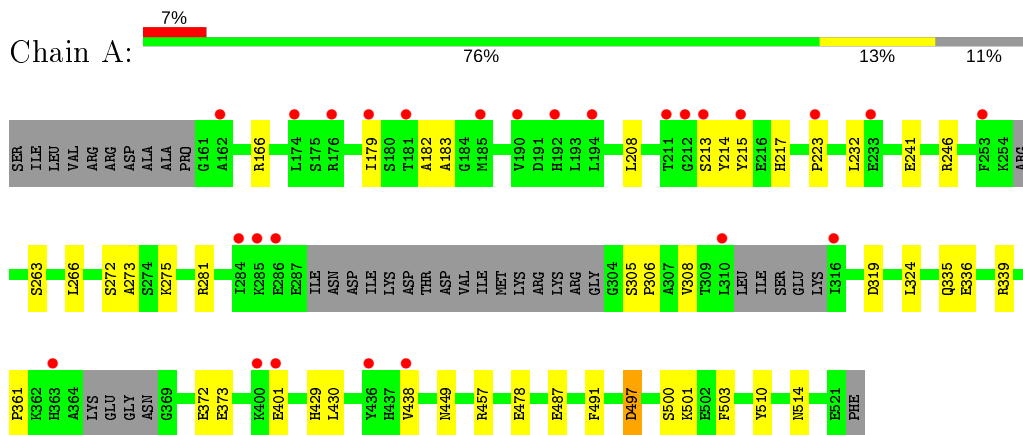 7%
Chain A:
76% 13% 11%
SER ILE LEU VAL ARG ARG ASP ALA ALA PRO G161 A162 R166 L174 S175 R176 I179 S180 T181 A182 A183 G184 M185 V190 D191 H192 L193 L194 L208 T211 G212 S213 Y214 Y215 E216 H217 P223 L232 E233 E241 R246 F253 K254 ARG
S263 L266 S272 A273 S274 K275 R281 I284 K285 E286 E287 ILE ASN ASP ILE LYS ASP THR ASP VAL ILE MET LYS ARG LYS ARG GLY G304 S305 P306 A307 V308 T309 L310 LEU ILE SER GLU LYS I316 D319 L324 Q335 E336 R339
P361 K362 H363 A364 LYS GLU GLY ASN G369 E372 E373 K400 E401 H429 L430 Y436 H437 V438 N449 R457 E478 E487 F491 D497 S500 K501 E502 F503 Y510 N514 E521 PHE